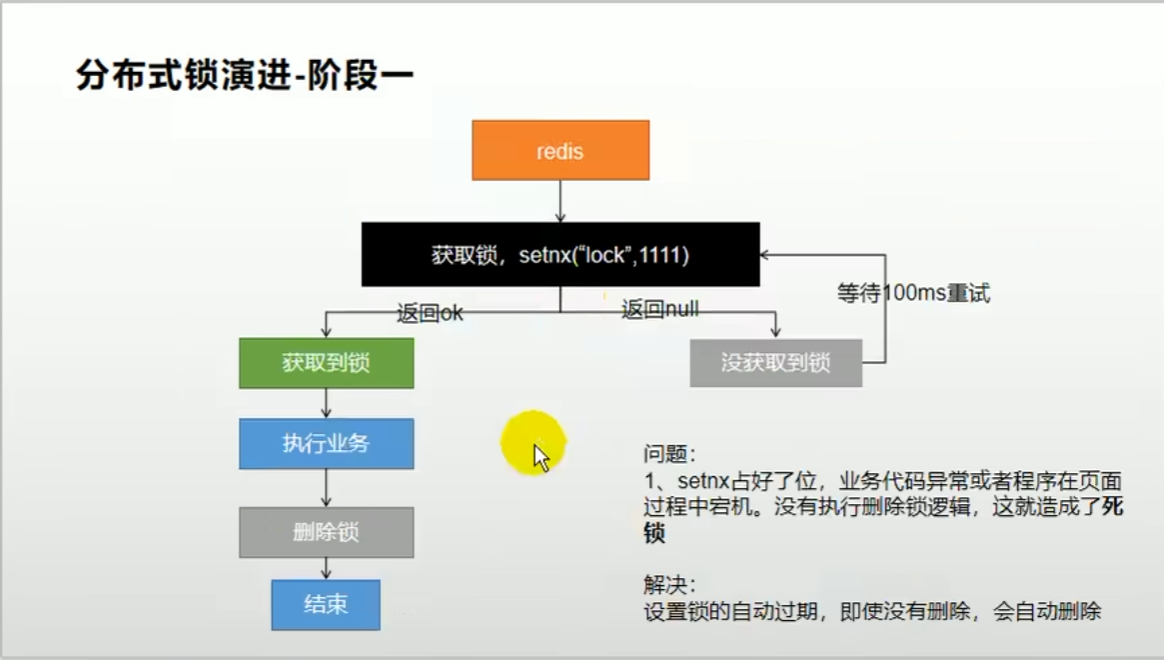 分布式锁演进-阶段一
redis
获取锁，setnx(“lock”,1111)
返回ok
返回null
等待100ms重试
获取到锁
没获取到锁
执行业务
删除锁
结束
问题：
1、setnx占好了位，业务代码异常或者程序在页面
过程中宕机。没有执行删除锁逻辑，这就造成了死
锁
解决：
设置锁的自动过期，即使没有删除，会自动删除